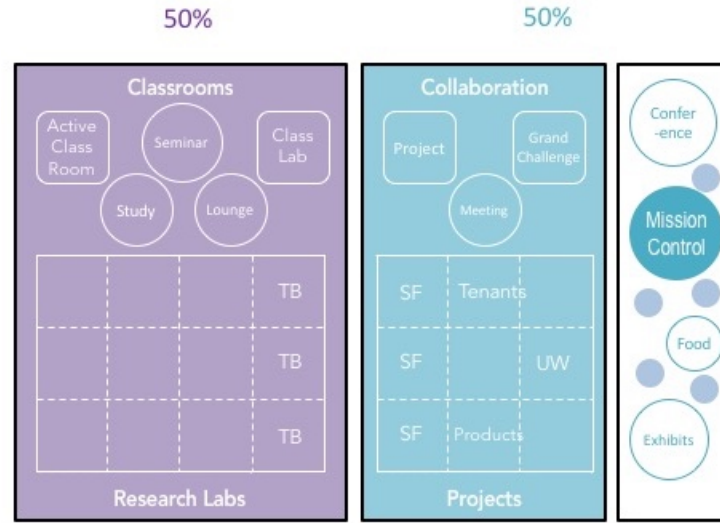 50%
50%
Classrooms
Active
Class
Room
Seminar
Class
Lab
Study
Lounge
TB
TB
TB
Research Labs
Collaboration
Project
Grand
Challenge
Meeting
SF
Tenants
SF
UW
SF
Products
Projects
Confer
-ence
Mission
Control
Food
Exhibits